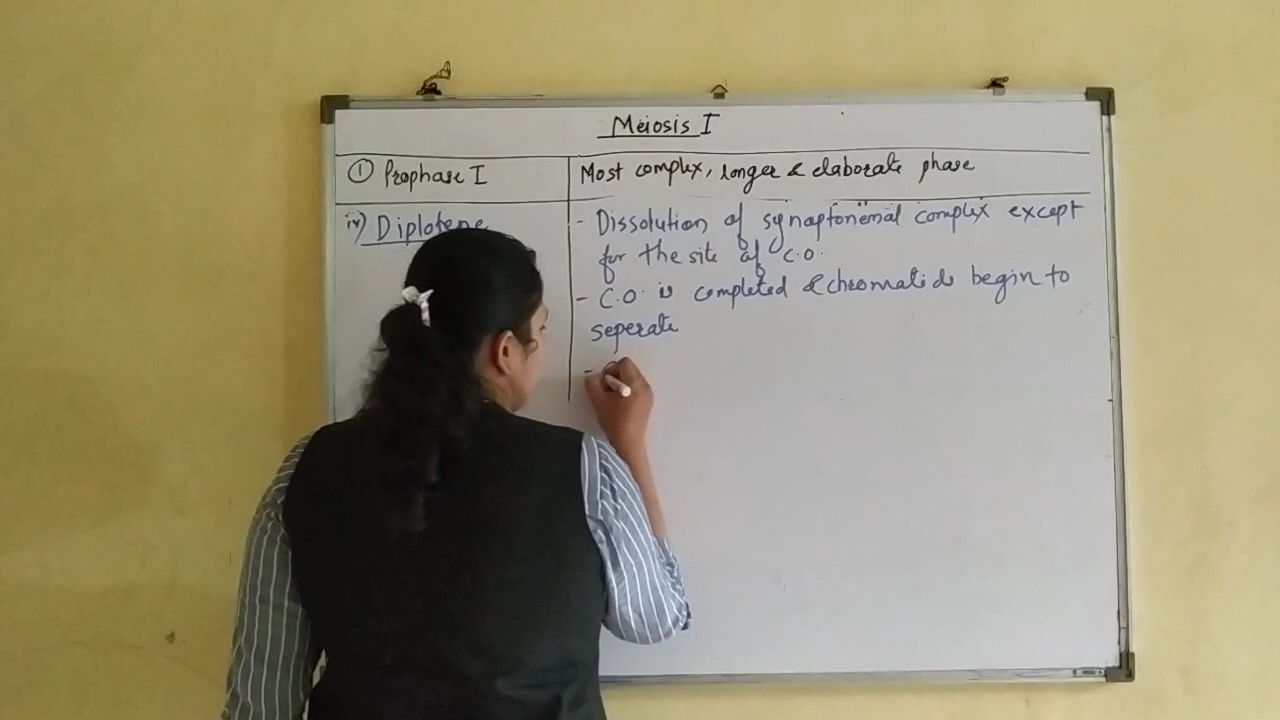 Meiosis I
① Prophase I
Most complex, longer & elaborate phase
iv) Diplotene
- Dissolution of synaptonemal complex except
for the site of C.O.
- C.O. is completed & chromatids begin to
seperate
-